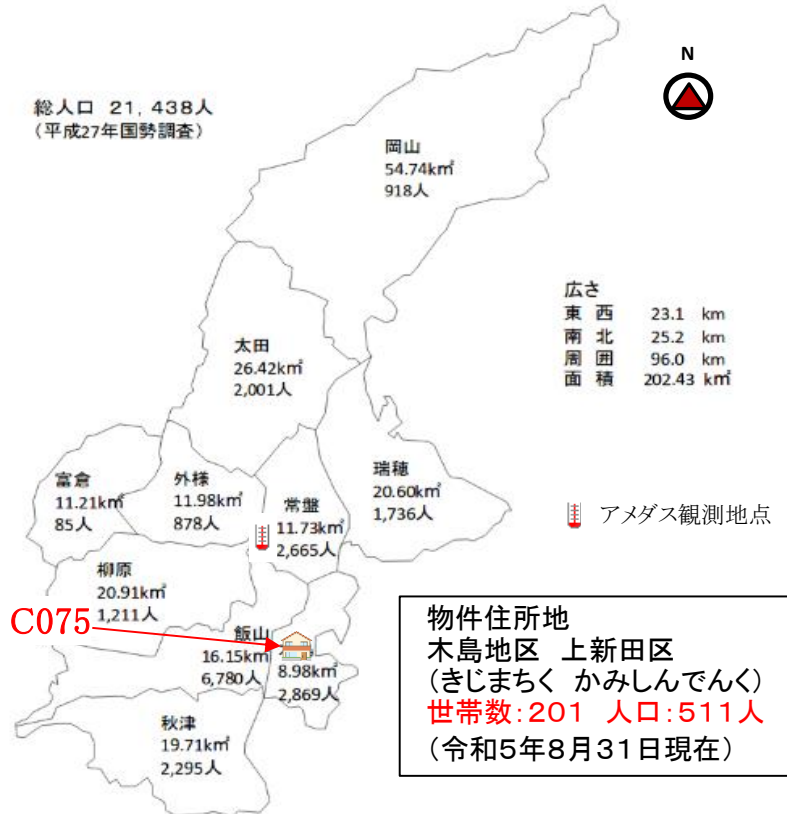 総人口 21,438人
(平成27年国勢調査)
N
岡山
54.74k㎡
918人
広さ
東 西 23.1 km
南 北 25.2 km
周 囲 96.0 km
面 積 202.43 k㎡
太田
26.42k㎡
2,001人
富倉
11.21k㎡
85人
外様
11.98k㎡
878人
常盤
11.73k㎡
2,665人
瑞穂
20.60k㎡
1,736人
アメダス観測地点
柳原
20.91k㎡
1,211人
C075
飯山
16.15km
6,780人
8.98k㎡
2,869人
秋津
19.71k㎡
2,295人
物件住所地
木島地区 上新田区
(きじまちく かみしんでんく)
世帯数:201 人口:511人
(令和5年8月31日現在)